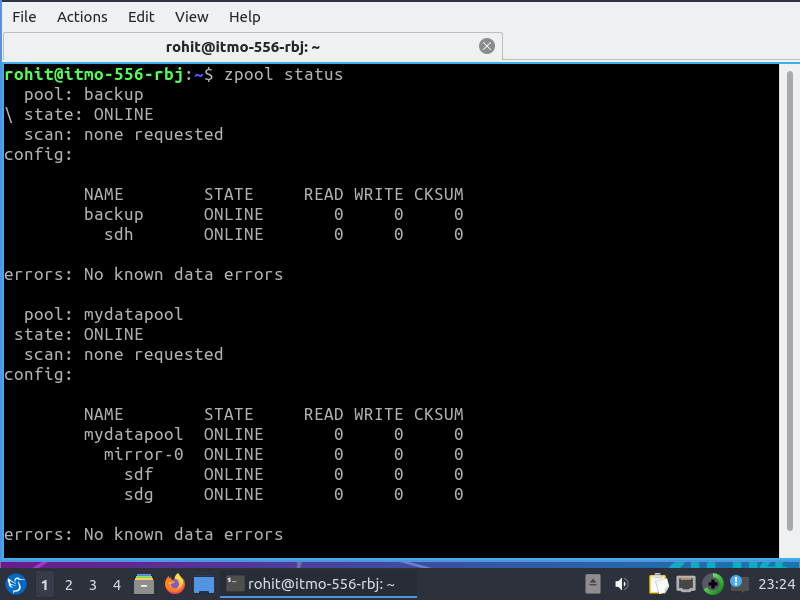 File Actions Edit View Help
rohit@itmo-556-rbj: ~
rohit@itmo-556-rbj:~$ zpool status
  pool: backup
\ state: ONLINE
  scan: none requested
config:

        NAME        STATE     READ WRITE CKSUM
        backup      ONLINE       0     0     0
          sdh       ONLINE       0     0     0

errors: No known data errors

  pool: mydatapool
 state: ONLINE
  scan: none requested
config:

        NAME        STATE     READ WRITE CKSUM
        mydatapool  ONLINE       0     0     0
          mirror-0  ONLINE       0     0     0
            sdf     ONLINE       0     0     0
            sdg     ONLINE       0     0     0

errors: No known data errors
1 2 3 4 rohit@itmo-556-rbj: ~ 23:24